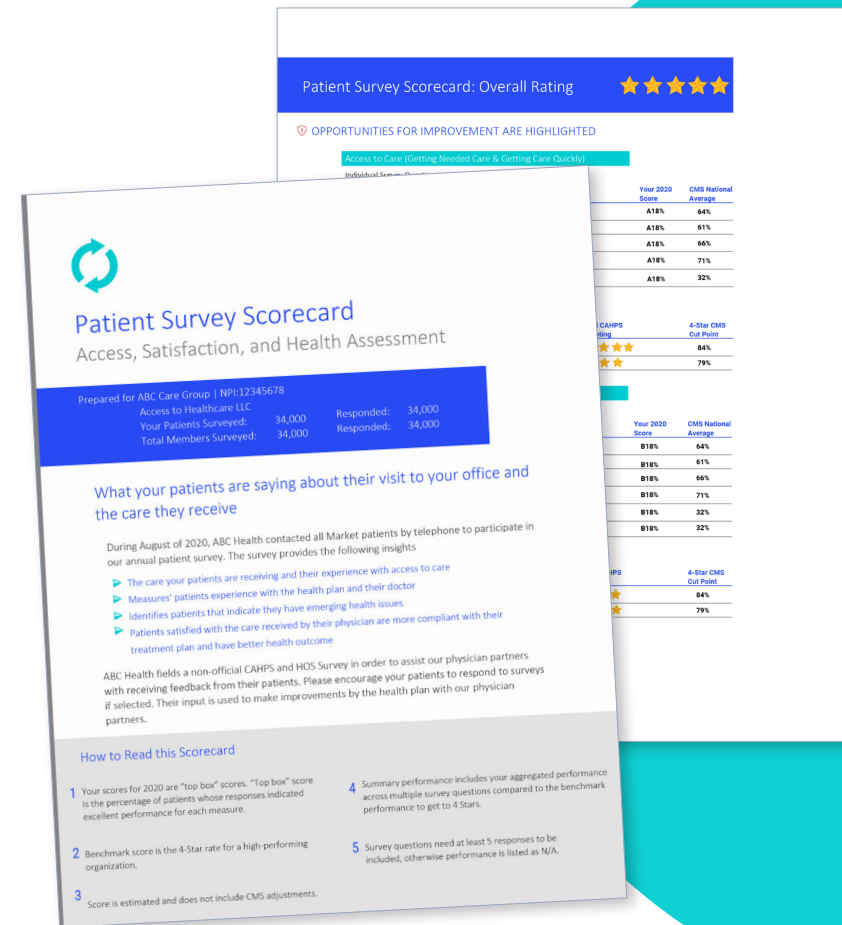 Patient Survey Scorecard: Overall Rating
OPPORTUNITIES FOR IMPROVEMENT ARE HIGHLIGHTED
Access to Care (Getting Needed Care & Getting Care Quickly)
Individual Survey
Your 2020 CMS National
Score Average
A18% 64%
A18% 61%
A18% 66%
A18% 71%
A18% 32%
CAHPS 4-Star CMS
Cut Point
84%
79%
Your 2020 CMS National
Score Average
B18% 64%
B18% 61%
B18% 66%
B18% 71%
B18% 32%
B18% 32%
4-Star CMS
Cut Point
84%
79%
Patient Survey Scorecard
Access, Satisfaction, and Health Assessment
Prepared for ABC Care Group | NPI:12345678
Access to Healthcare LLC
Your Patients Surveyed: 34,000 Responded: 34,000
Total Members Surveyed: 34,000 Responded: 34,000
What your patients are saying about their visit to your office and
the care they receive
During August of 2020, ABC Health contacted all Market patients by telephone to participate in
our annual patient survey. The survey provides the following insights
The care your patients are receiving and their experience with access to care
Measures' patients experience with the health plan and their doctor
Identifies patients that indicate they have emerging health issues
Patients satisfied with the care received by their physician are more compliant with their
treatment plan and have better health outcome
ABC Health fields a non-official CAHPS and HOS Survey in order to assist our physician partners
with receiving feedback from their patients. Please encourage your patients to respond to surveys
if selected. Their input is used to make improvements by the health plan with our physician
partners.
How to Read this Scorecard
1 Your scores for 2020 are "top box" scores. "Top box" score
is the percentage of patients whose responses indicated
excellent performance for each measure.
2 Benchmark score is the 4-Star rate for a high-performing
organization.
3 Score is estimated and does not include CMS adjustments.
4 Summary performance includes your aggregated performance
across multiple survey questions compared to the benchmark
performance to get to 4 Stars.
5 Survey questions need at least 5 responses to be
included, otherwise performance is listed as N/A.